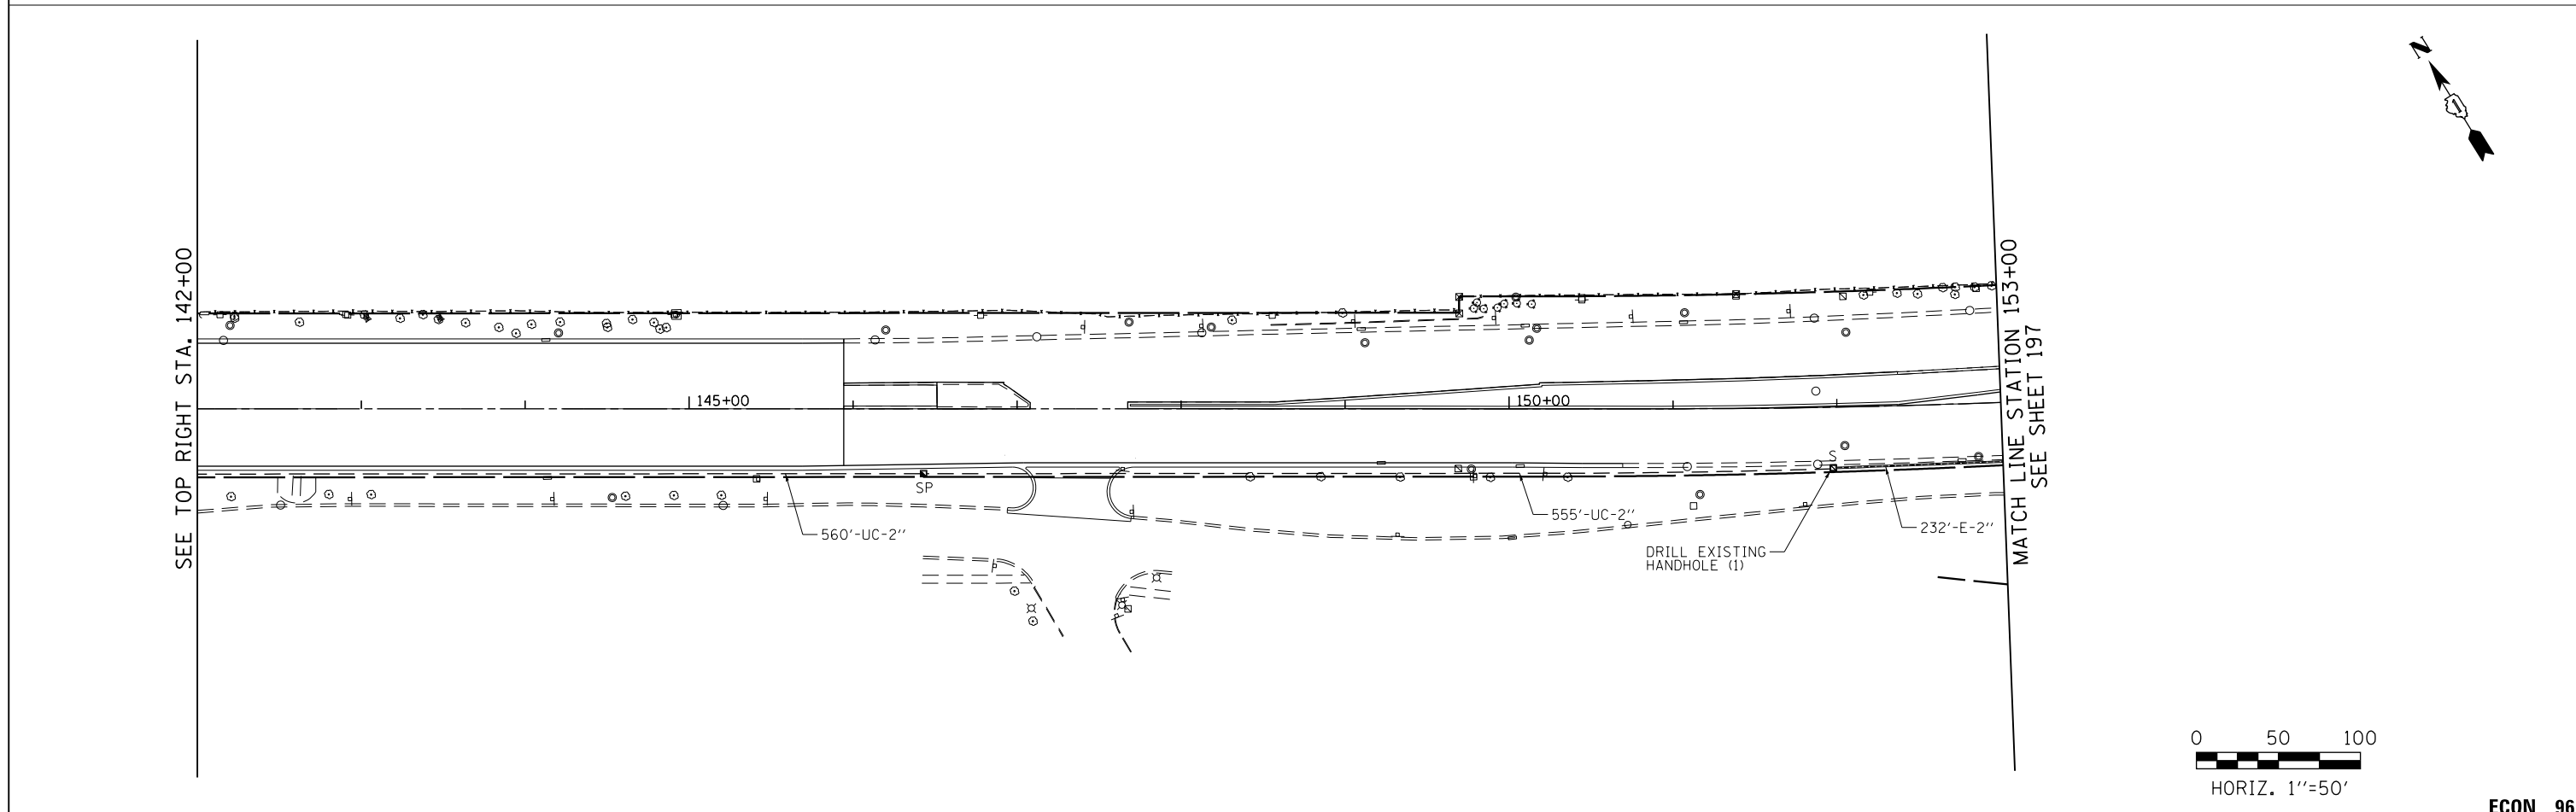 N
SEE TOP RIGHT STA. 142+00
145+00
150+00
MATCH LINE STATION 153+00
SEE SHEET 197
SP
S
560'-UC-2''
555'-UC-2''
232'-E-2''
DRILL EXISTING
HANDHOLE (1)
0 50 100
HORIZ. 1''=50'
ECON 96